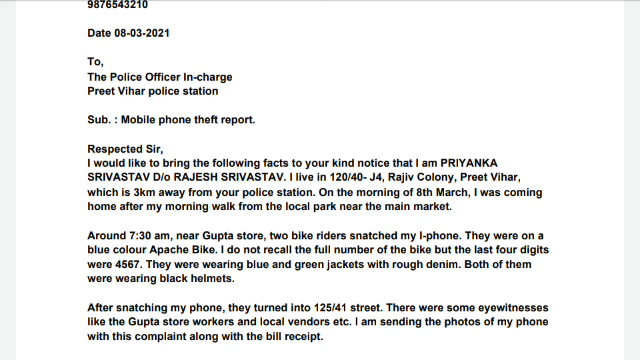 9876543210
Date 08-03-2021
To,
The Police Officer In-charge
Preet Vihar police station
Sub. : Mobile phone theft report.
Respected Sir,
I would like to bring the following facts to your kind notice that I am PRIYANKA
SRIVASTAV D/o RAJESH SRIVASTAV. I live in 120/40- J4, Rajiv Colony, Preet Vihar,
which is 3km away from your police station. On the morning of 8th March, I was coming
home after my morning walk from the local park near the main market.
Around 7:30 am, near Gupta store, two bike riders snatched my I-phone. They were on a
blue colour Apache Bike. I do not recall the full number of the bike but the last four digits
were 4567. They were wearing blue and green jackets with rough denim. Both of them
were wearing black helmets.
After snatching my phone, they turned into 125/41 street. There were some eyewitnesses
like the Gupta store workers and local vendors etc. I am sending the photos of my phone
with this complaint along with the bill receipt.